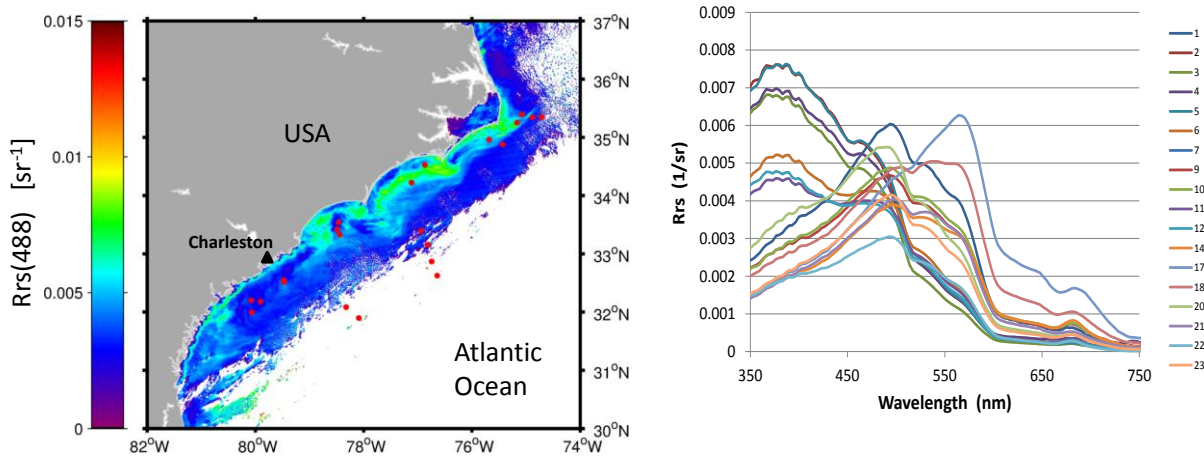 Rrs(488) [sr⁻¹]
0.015
0.01
0.005
0
USA
Charleston
Atlantic
Ocean
37°N
36°N
35°N
34°N
33°N
32°N
31°N
30°N
82°W
80°W
78°W
76°W
74°W
Rrs (1/sr)
0.009
0.008
0.007
0.006
0.005
0.004
0.003
0.002
0.001
0
350
450
550
650
750
Wavelength (nm)
1
2
3
4
5
6
7
9
10
11
12
14
17
18
20
21
22
23